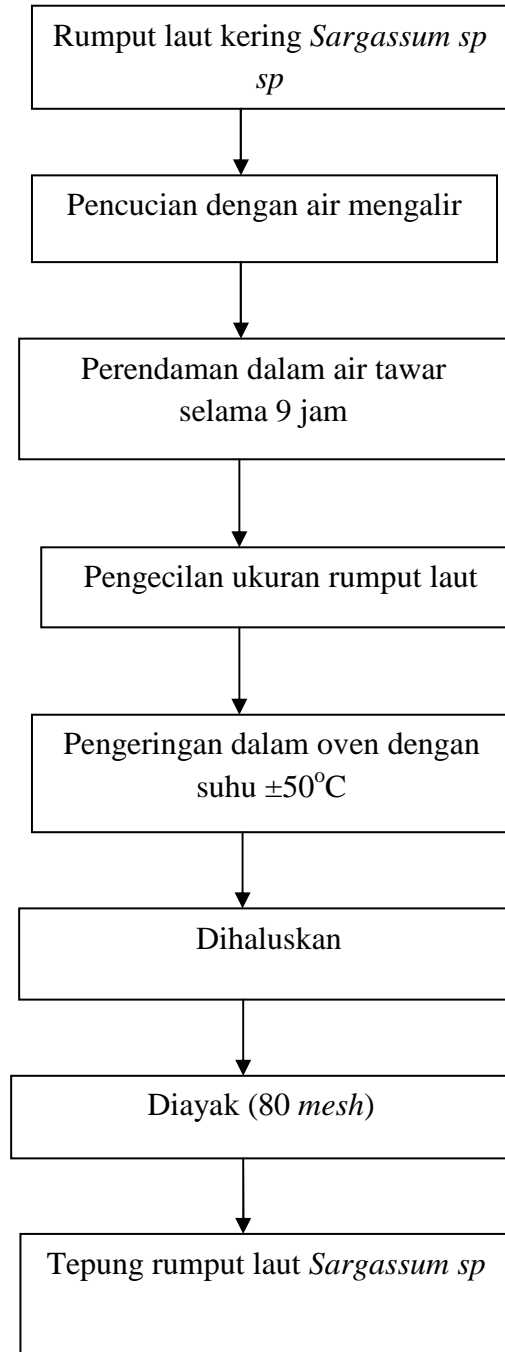 Rumput laut kering Sargassum sp
sp
Pencucian dengan air mengalir
Perendaman dalam air tawar
selama 9 jam
Pengecilan ukuran rumput laut
Pengeringan dalam oven dengan
suhu ±50°C
Dihaluskan
Diayak (80 mesh)
Tepung rumput laut Sargassum sp